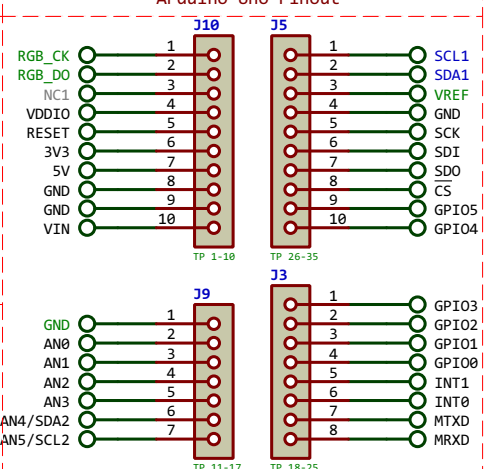 Arduino Uno Pinout
J10
RGB_CK 1
RGB_DO 2
NC1 3
VDDIO 4
RESET 5
3V3 6
5V 7
GND 8
GND 9
VIN 10
TP 1-10
J5
1 SCL1
2 SDA1
3 VREF
4 GND
5 SCK
6 SDI
7 SDO
8 CS
9 GPIO5
10 GPIO4
TP 26-35
J9
GND 1
AN0 2
AN1 3
AN2 4
AN3 5
AN4/SDA2 6
AN5/SCL2 7
TP 11-17
J3
1 GPIO3
2 GPIO2
3 GPIO1
4 GPIO0
5 INT1
6 INT0
7 MTXD
8 MRXD
TP 18-25